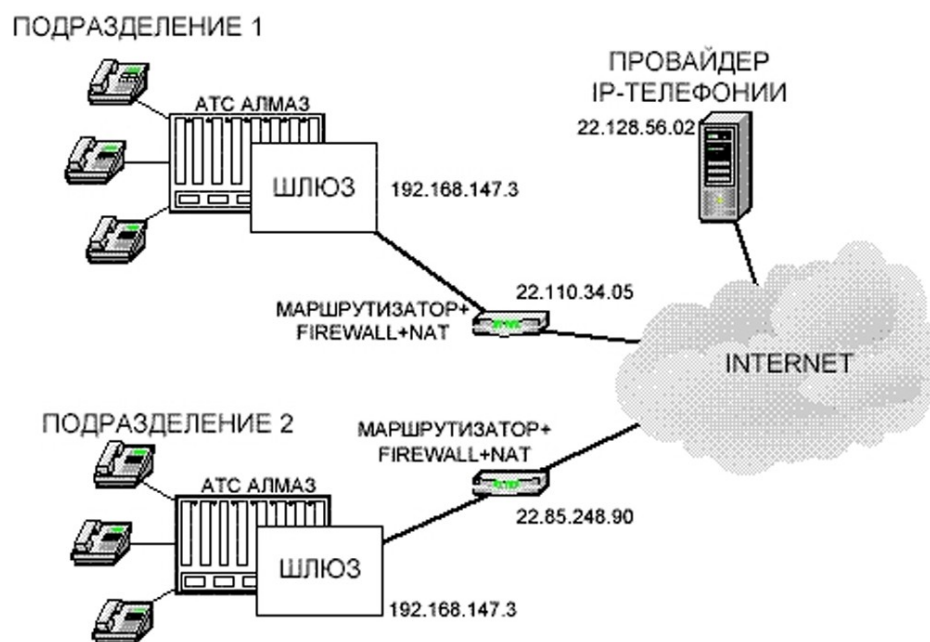 ПОДРАЗДЕЛЕНИЕ 1
АТС АЛМАЗ
ШЛЮЗ
192.168.147.3
ПРОВАЙДЕР
IP-ТЕЛЕФОНИИ
22.128.56.02
22.110.34.05
МАРШРУТИЗАТОР+
FIREWALL+NAT
INTERNET
ПОДРАЗДЕЛЕНИЕ 2
МАРШРУТИЗАТОР+
FIREWALL+NAT
22.85.248.90
АТС АЛМАЗ
ШЛЮЗ
192.168.147.3